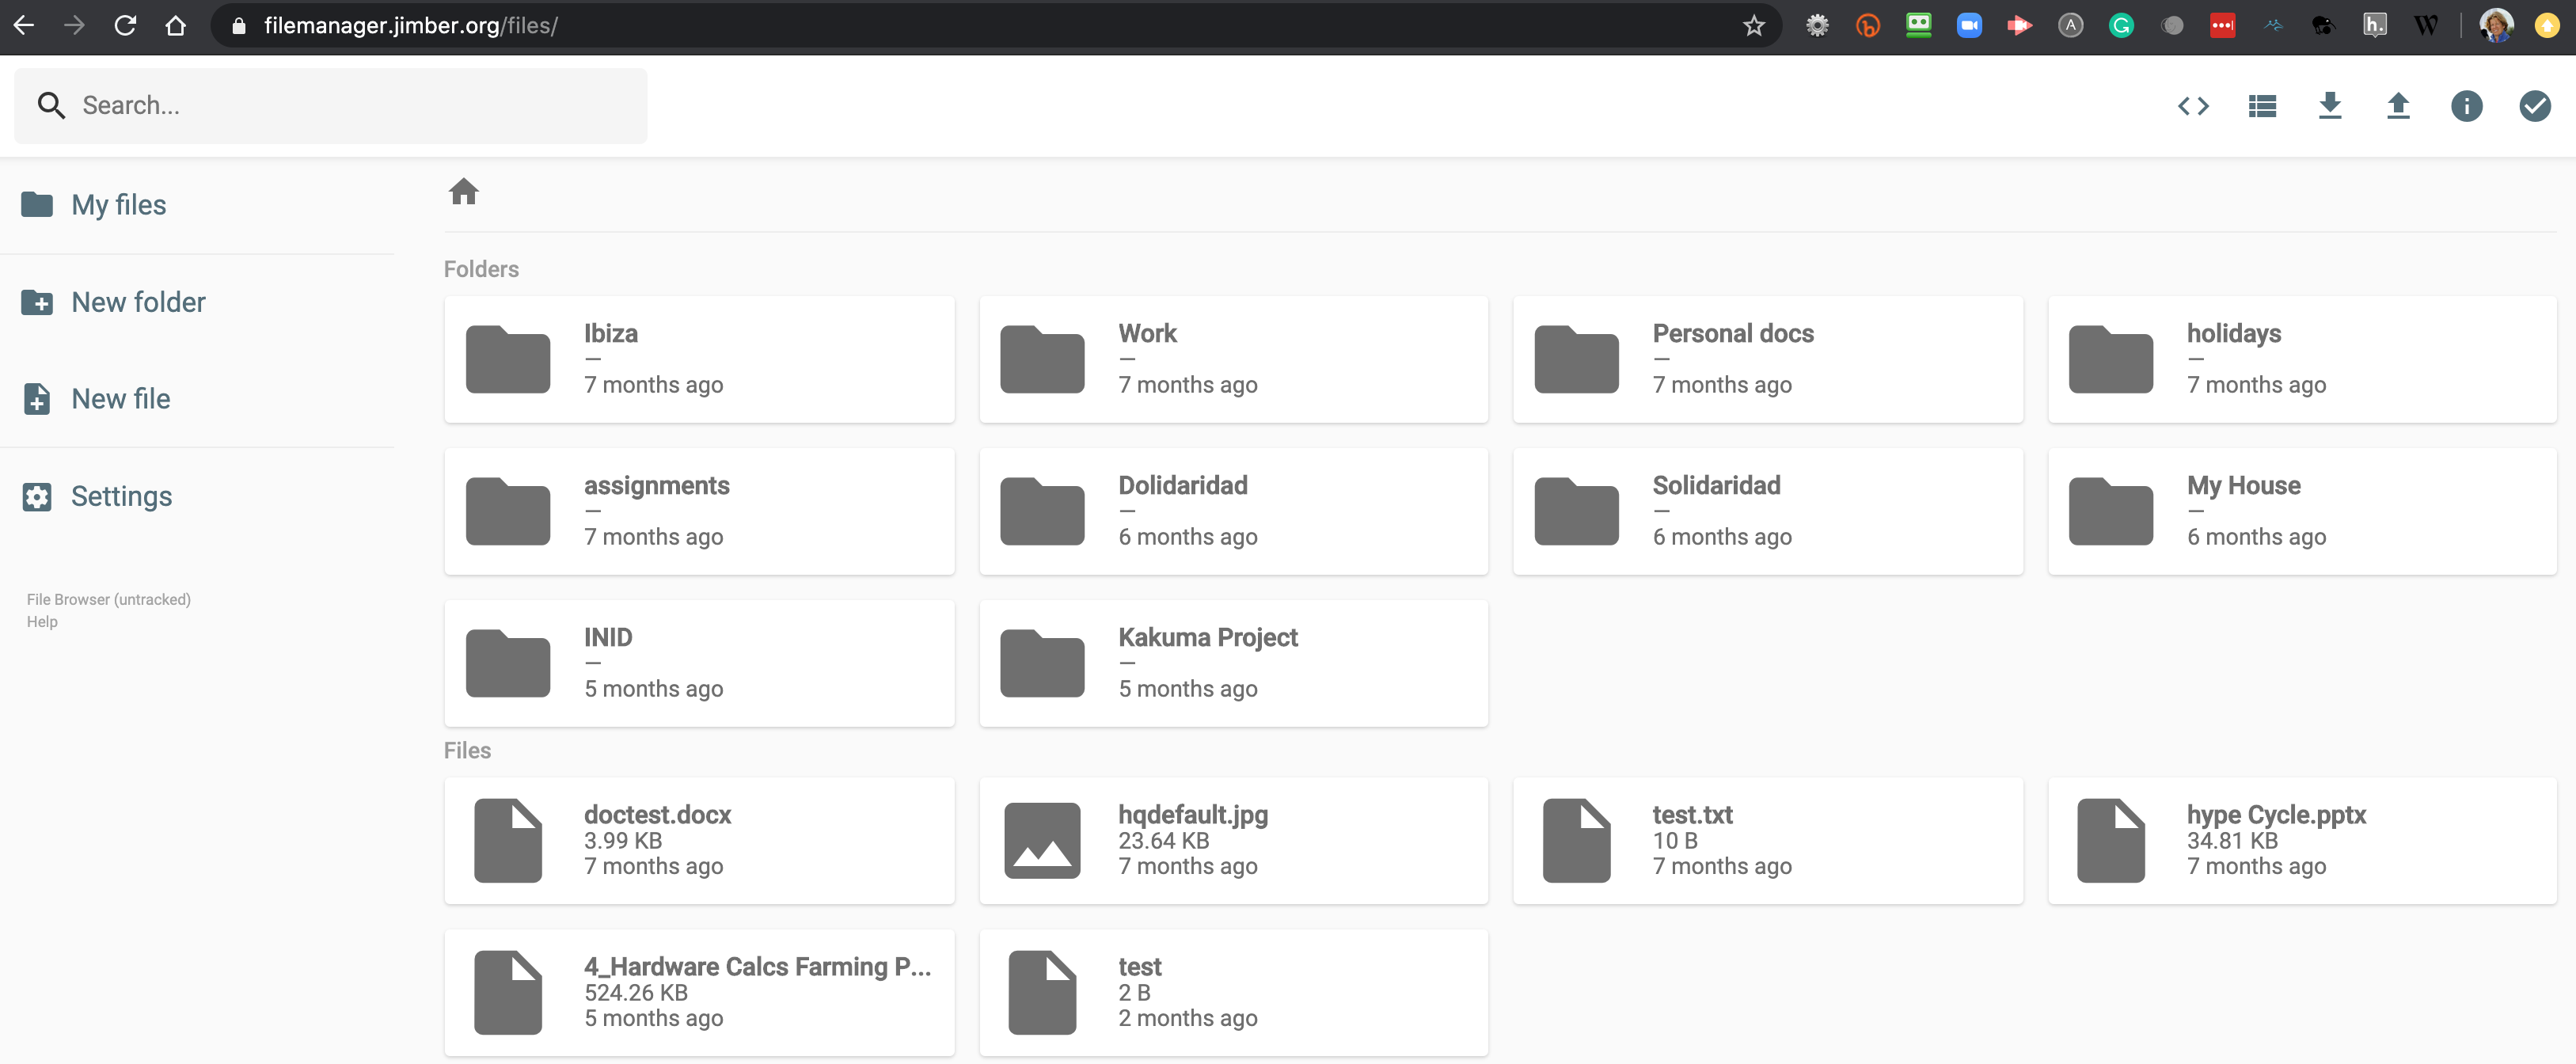 filemanager.jimber.org/files/
Search...
My files
New folder
New file
Settings
File Browser (untracked)
Help
Folders
Ibiza
—
7 months ago
Work
—
7 months ago
Personal docs
—
7 months ago
holidays
—
7 months ago
assignments
—
7 months ago
Dolidaridad
—
6 months ago
Solidaridad
—
6 months ago
My House
—
6 months ago
INID
—
5 months ago
Kakuma Project
—
5 months ago
Files
doctest.docx
3.99 KB
7 months ago
hqdefault.jpg
23.64 KB
7 months ago
test.txt
10 B
7 months ago
hype Cycle.pptx
34.81 KB
7 months ago
4_Hardware Calcs Farming P...
524.26 KB
5 months ago
test
2 B
2 months ago